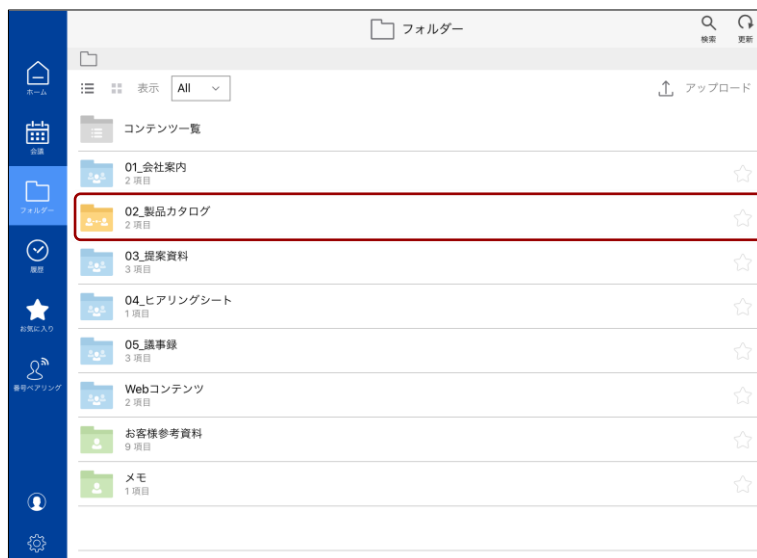 フォルダー
検索
更新
ホーム
表示
All
アップロード
会議
コンテンツ一覧
01_会社案内
2 項目
フォルダー
02_製品カタログ
2 項目
履歴
03_提案資料
3 項目
お気に入り
04_ヒアリングシート
1 項目
05_議事録
3 項目
番号ペアリング
Webコンテンツ
2 項目
お客様参考資料
9 項目
メモ
1 項目